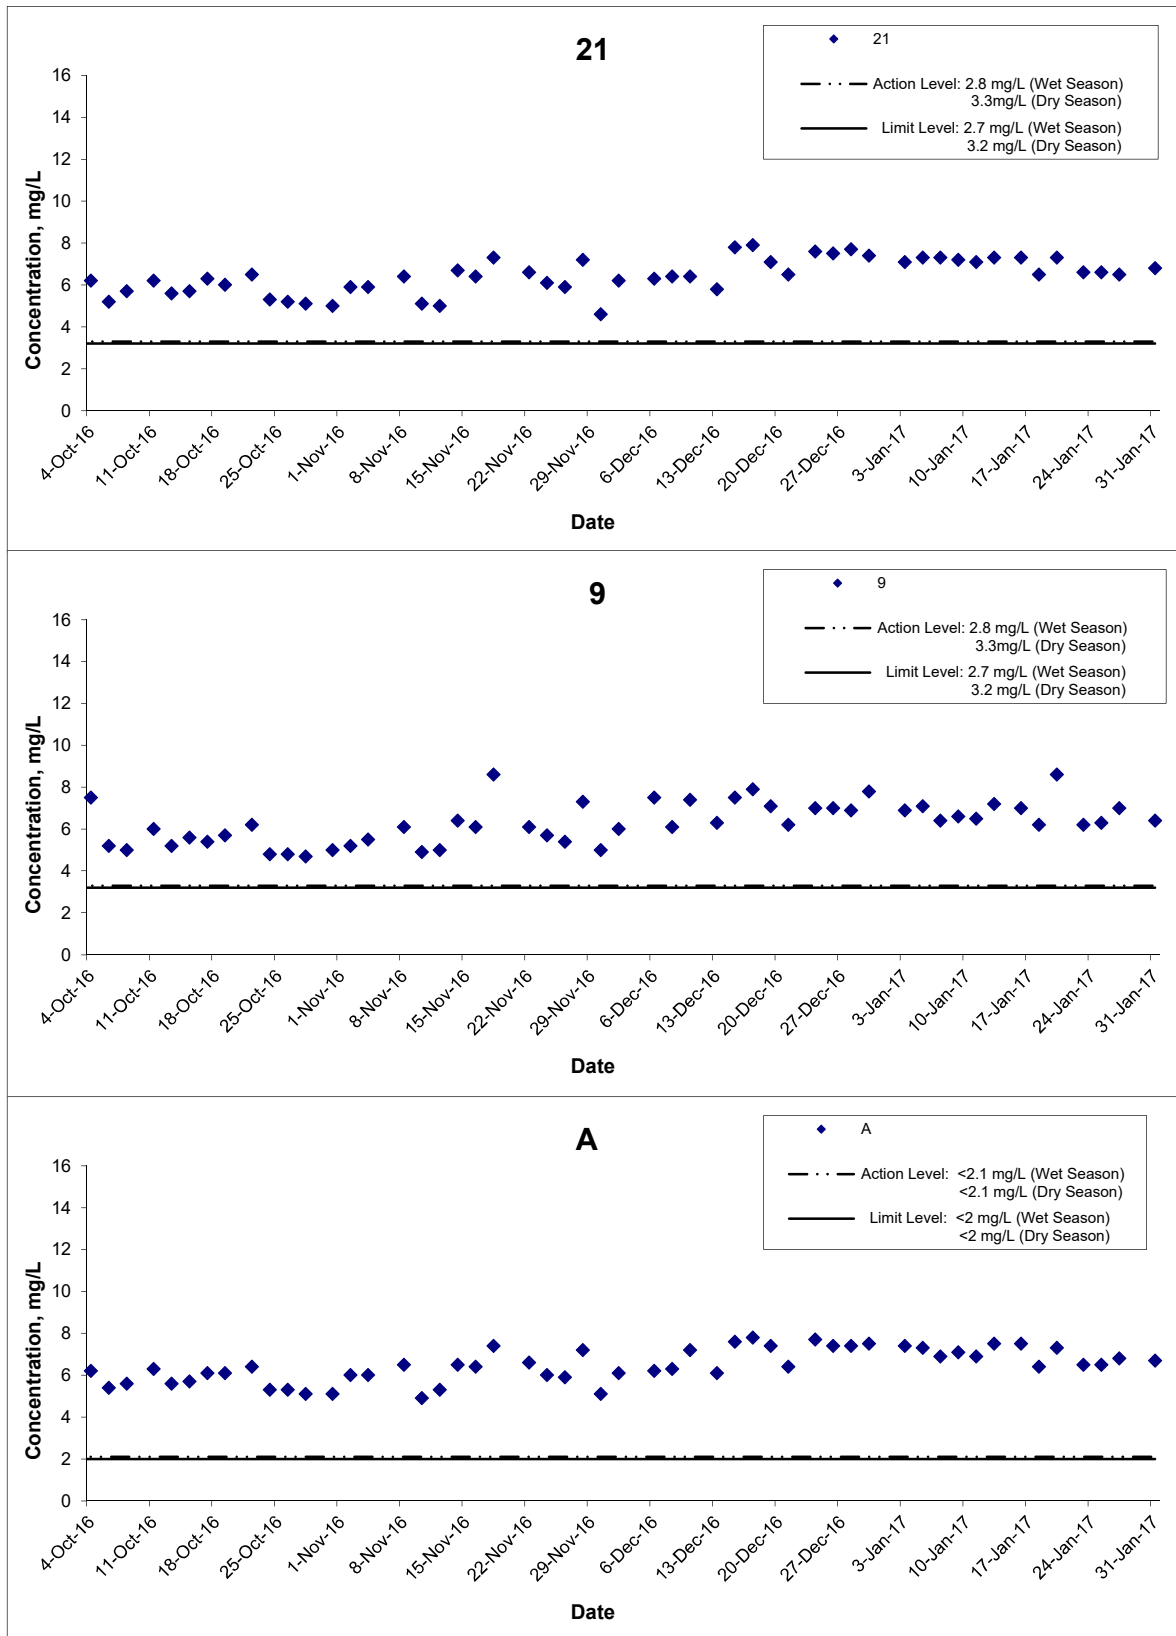 21
21
Action Level: 2.8 mg/L (Wet Season)
3.3mg/L (Dry Season)
Limit Level: 2.7 mg/L (Wet Season)
3.2 mg/L (Dry Season)
Concentration, mg/L
16
14
12
10
8
6
4
2
0
4-Oct-16
11-Oct-16
18-Oct-16
25-Oct-16
1-Nov-16
8-Nov-16
15-Nov-16
22-Nov-16
29-Nov-16
6-Dec-16
13-Dec-16
20-Dec-16
27-Dec-16
3-Jan-17
10-Jan-17
17-Jan-17
24-Jan-17
31-Jan-17
Date
9
9
Action Level: 2.8 mg/L (Wet Season)
3.3mg/L (Dry Season)
Limit Level: 2.7 mg/L (Wet Season)
3.2 mg/L (Dry Season)
Concentration, mg/L
16
14
12
10
8
6
4
2
0
4-Oct-16
11-Oct-16
18-Oct-16
25-Oct-16
1-Nov-16
8-Nov-16
15-Nov-16
22-Nov-16
29-Nov-16
6-Dec-16
13-Dec-16
20-Dec-16
27-Dec-16
3-Jan-17
10-Jan-17
17-Jan-17
24-Jan-17
31-Jan-17
Date
A
A
Action Level: <2.1 mg/L (Wet Season)
<2.1 mg/L (Dry Season)
Limit Level: <2 mg/L (Wet Season)
<2 mg/L (Dry Season)
Concentration, mg/L
16
14
12
10
8
6
4
2
0
4-Oct-16
11-Oct-16
18-Oct-16
25-Oct-16
1-Nov-16
8-Nov-16
15-Nov-16
22-Nov-16
29-Nov-16
6-Dec-16
13-Dec-16
20-Dec-16
27-Dec-16
3-Jan-17
10-Jan-17
17-Jan-17
24-Jan-17
31-Jan-17
Date